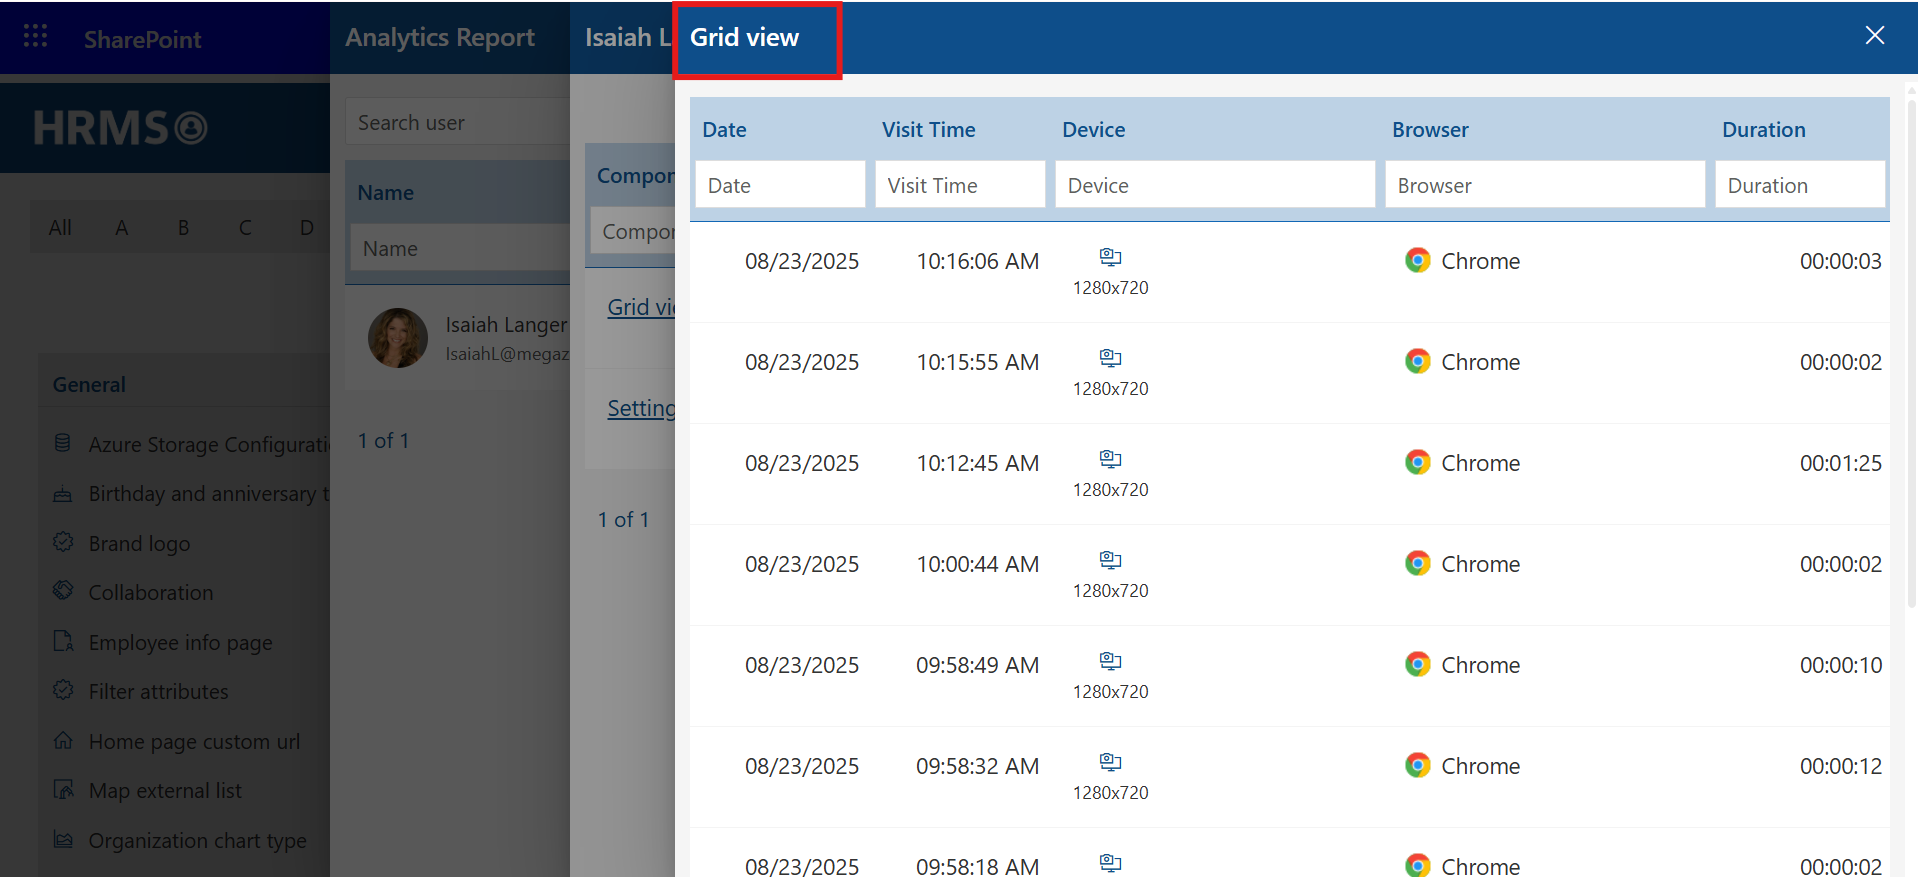 SharePoint
Analytics Report
Isaiah L
Grid view
HRMS
Search user
Name
Name
All A B C D
Isaiah Langer
IsaiahL@megaz
1 of 1
General
Azure Storage Configurati
Birthday and anniversary t
Brand logo
Collaboration
Employee info page
Filter attributes
Home page custom url
Map external list
Organization chart type
Compor
Compor
Grid vi
Setting
1 of 1
Date Visit Time Device Browser Duration
Date Visit Time Device Browser Duration
08/23/2025 10:16:06 AM 1280x720 Chrome 00:00:03
08/23/2025 10:15:55 AM 1280x720 Chrome 00:00:02
08/23/2025 10:12:45 AM 1280x720 Chrome 00:01:25
08/23/2025 10:00:44 AM 1280x720 Chrome 00:00:02
08/23/2025 09:58:49 AM 1280x720 Chrome 00:00:10
08/23/2025 09:58:32 AM 1280x720 Chrome 00:00:12
08/23/2025 09:58:18 AM Chrome 00:00:02